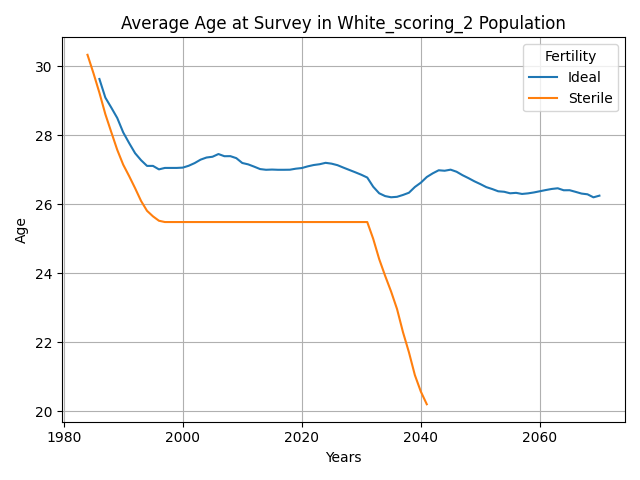 Average Age at Survey in White_scoring_2 Population
Fertility
Ideal
Sterile
Age
30
28
26
24
22
20
1980
2000
2020
2040
2060
Years